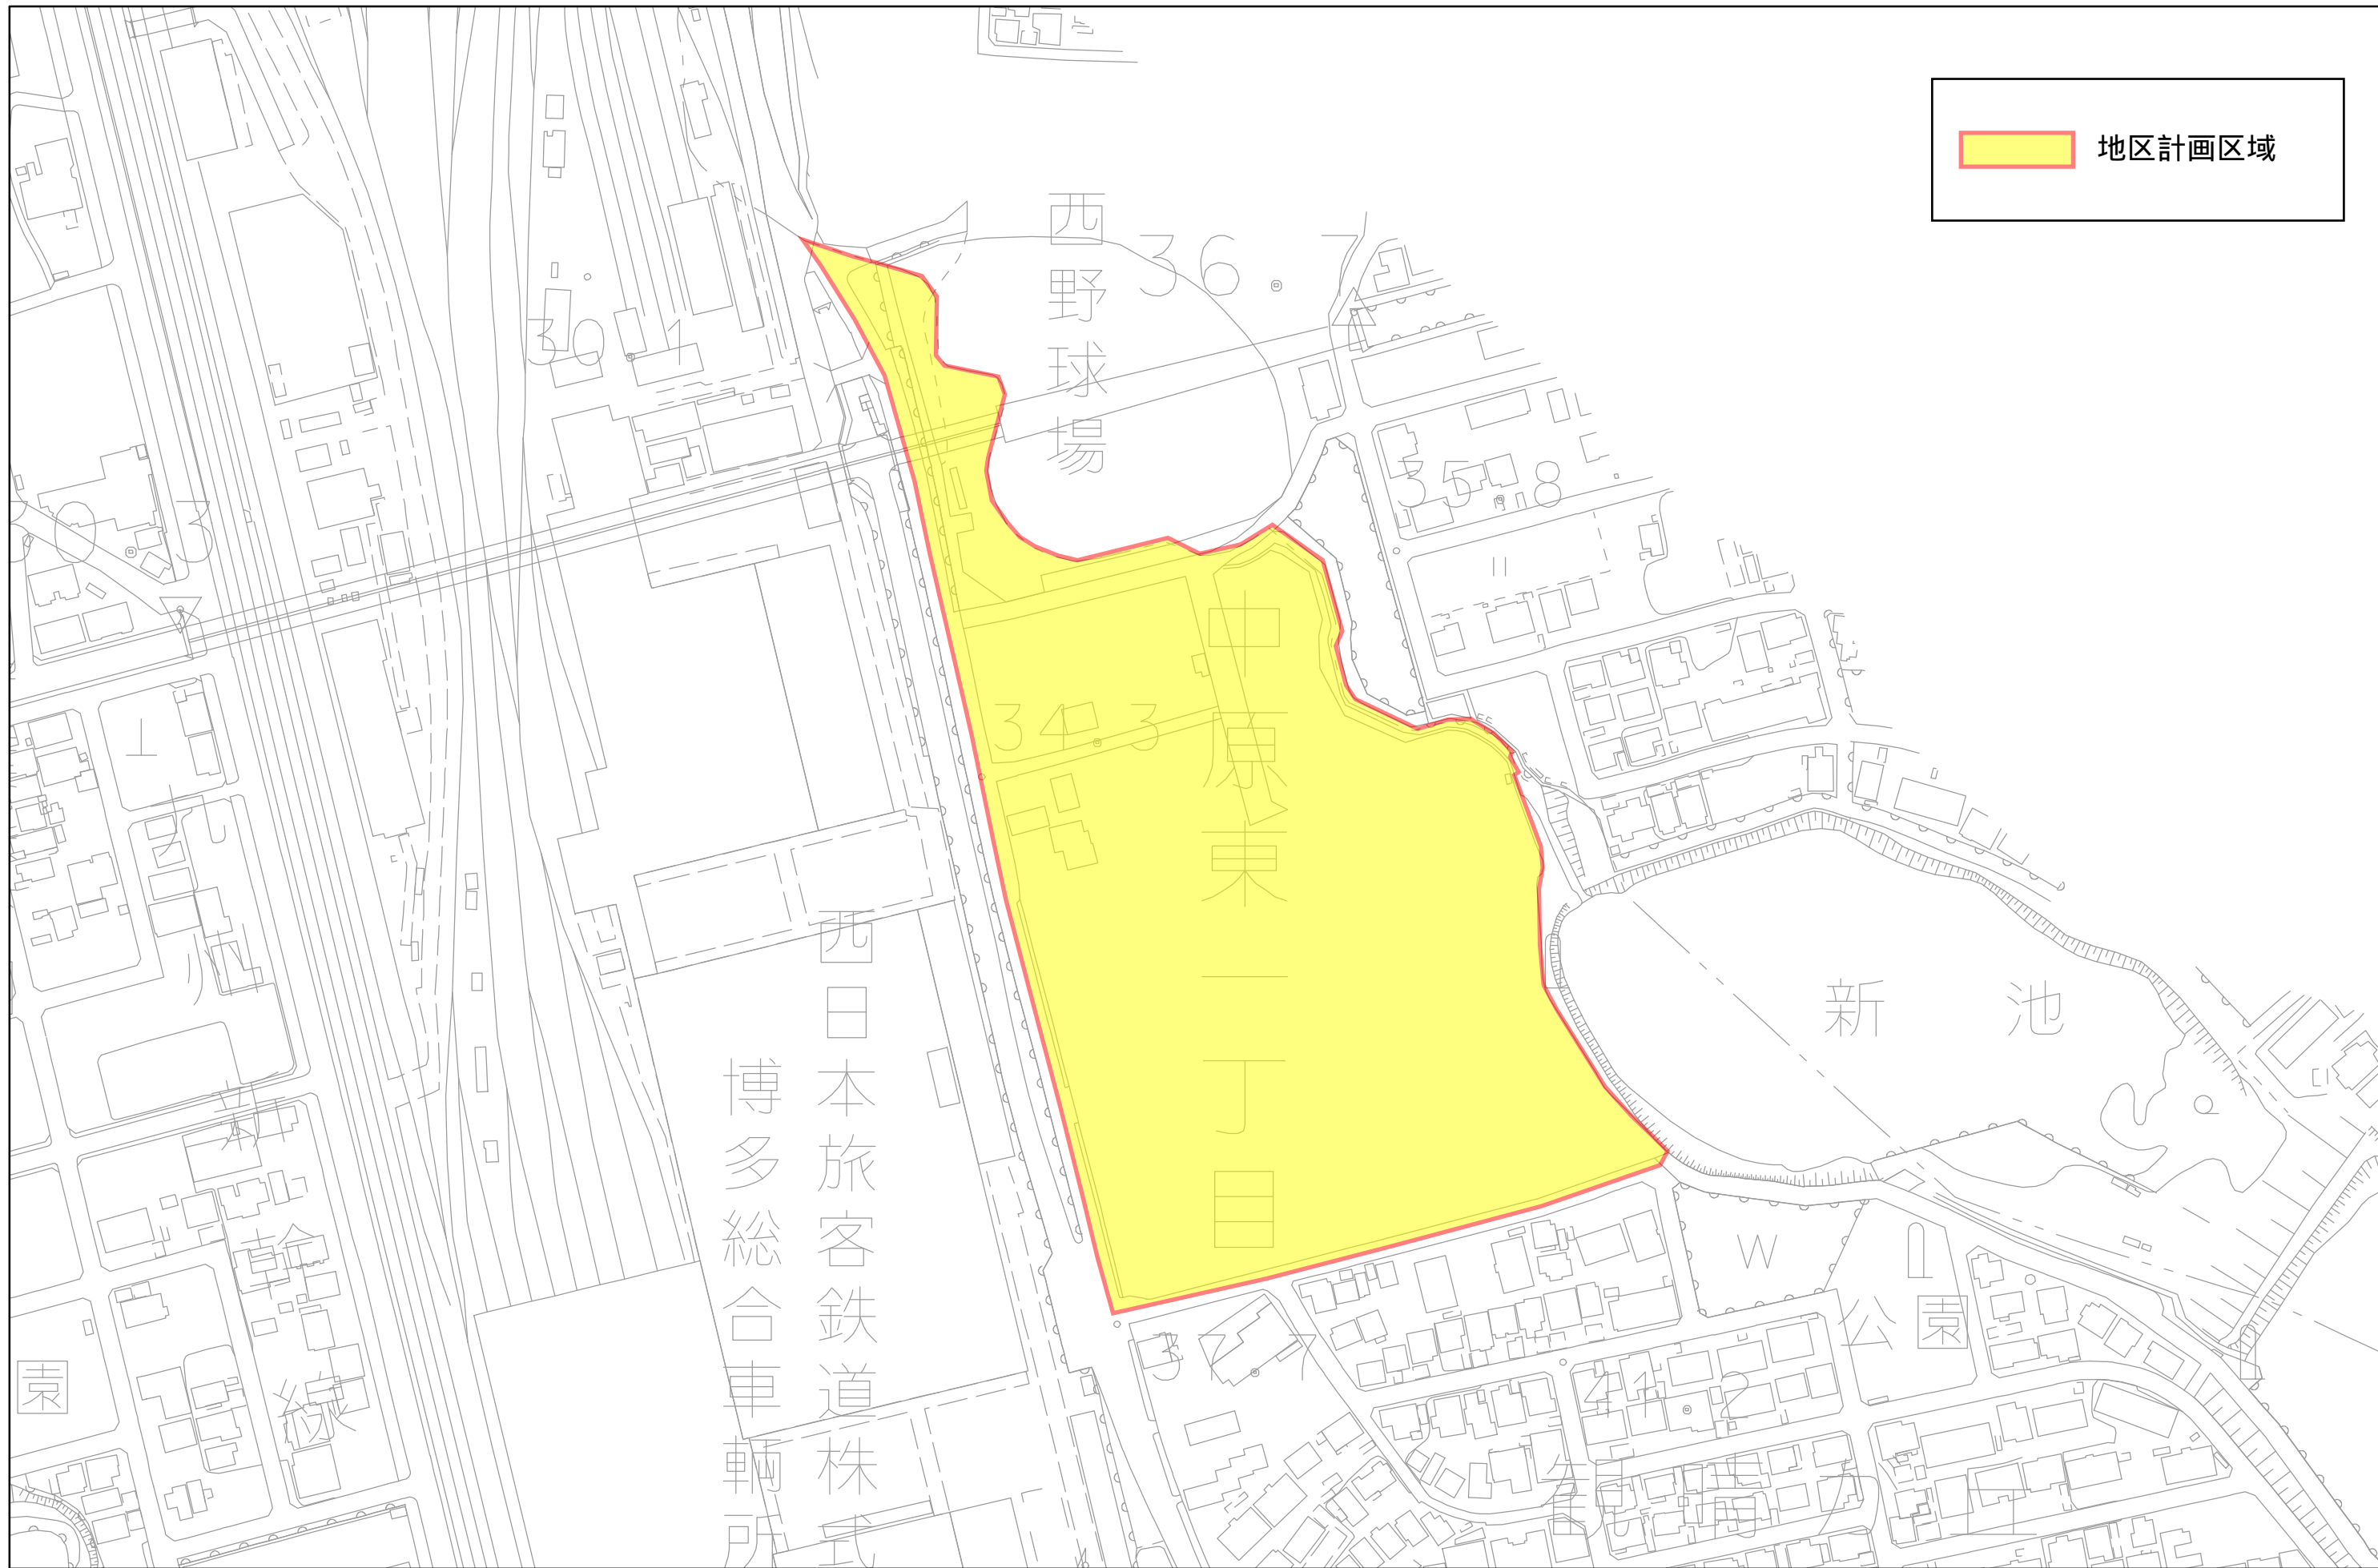 地区計画区域
西野球場
36.7
30.1
35.8
34.3
中原東一丁目
西日本旅客鉄道株式
博多総合車両所
新池
公園
園
37.7
41.2